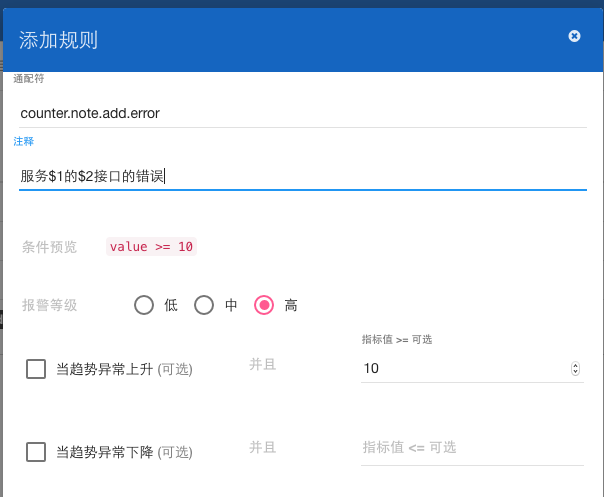 添加规则
通配符
counter.note.add.error
注释
服务$1的$2接口的错误
条件预览 value >= 10
报警等级 低 中 高
指标值 >= 可选
当趋势异常上升 (可选) 并且 10
当趋势异常下降 (可选) 并且 指标值 <= 可选